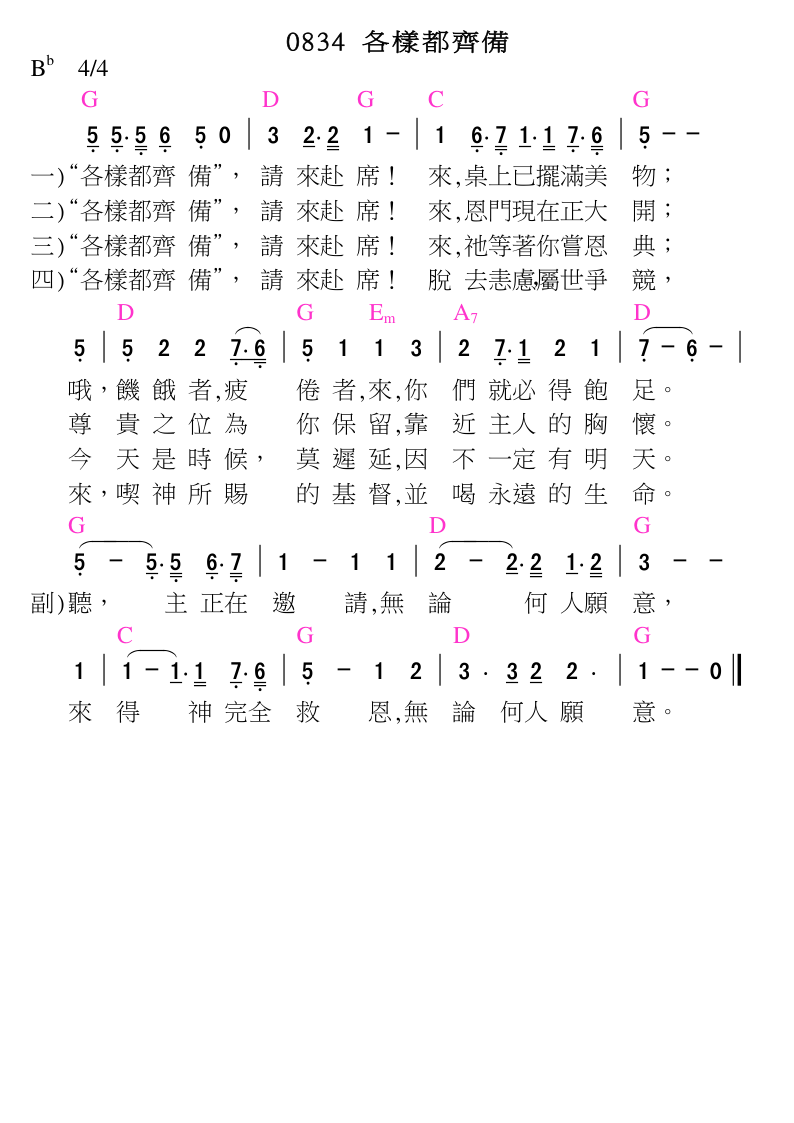 0834 各樣都齊備
Bb 4/4
G D G C G
5 5·5 6 5 0 | 3 2·2 1 − | 1 6·7 1·1 7·6 | 5 − −
一)“各樣都齊 備”， 請 來赴 席！ 來,桌上已擺滿美 物；
二)“各樣都齊 備”， 請 來赴 席！ 來,恩門現在正大 開；
三)“各樣都齊 備”， 請 來赴 席！ 來,祂等著你嘗恩 典；
四)“各樣都齊 備”， 請 來赴 席！ 脫 去恚慮,屬世爭 競，
D G Em A7 D
5 | 5 2 2 7·6 | 5 1 1 3 | 2 7·1 2 1 | 7 − 6 − |
哦，饑 餓 者,疲 倦 者,來,你 們 就必 得 飽 足。
尊 貴 之 位 為 你 保 留,靠 近 主人 的 胸 懷。
今 天 是 時 候， 莫 遲 延,因 不 一定 有 明 天。
來，喫 神 所 賜 的 基 督,並 喝 永遠 的 生 命。
G D G
5 − 5·5 6·7 | 1 − 1 1 | 2 − 2·2 1·2 | 3 − −
副)聽， 主 正在 邀 請,無 論 何 人願 意，
C G D G
1 | 1 − 1·1 7·6 | 5 − 1 2 | 3 · 3 2 2 · | 1 − − 0 ‖
來 得 神 完全 救 恩,無 論 何人 願 意。